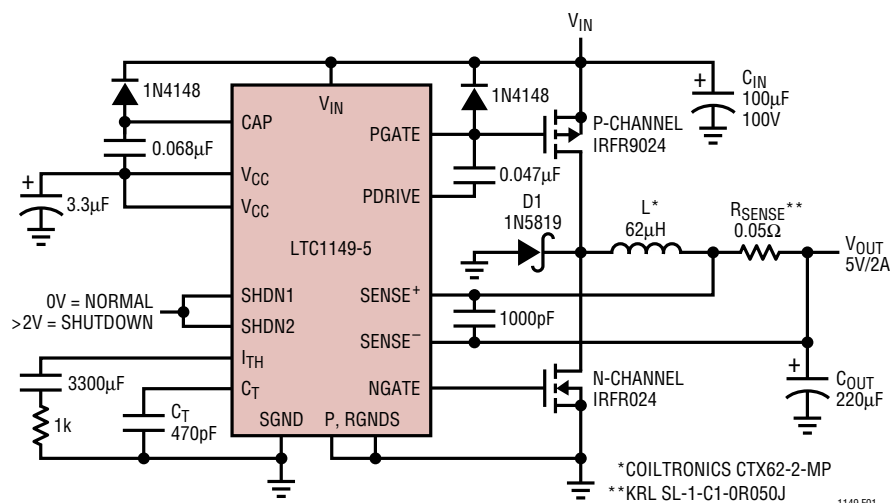 V_IN
1N4148
V_IN
1N4148
+
C_IN
100µF
100V
CAP
PGATE
P-CHANNEL
IRFR9024
0.068µF
0.047µF
+
3.3µF
V_CC
V_CC
PDRIVE
D1
1N5819
L*
62µH
R_SENSE**
0.05Ω
V_OUT
5V/2A
LTC1149-5
0V = NORMAL
>2V = SHUTDOWN
SHDN1
SHDN2
SENSE+
1000pF
SENSE–
I_TH
3300µF
C_T
NGATE
N-CHANNEL
IRFR024
+
C_OUT
220µF
1k
C_T
470pF
SGND
P, RGNDS
*COILTRONICS CTX62-2-MP
**KRL SL-1-C1-0R050J
1149 F01